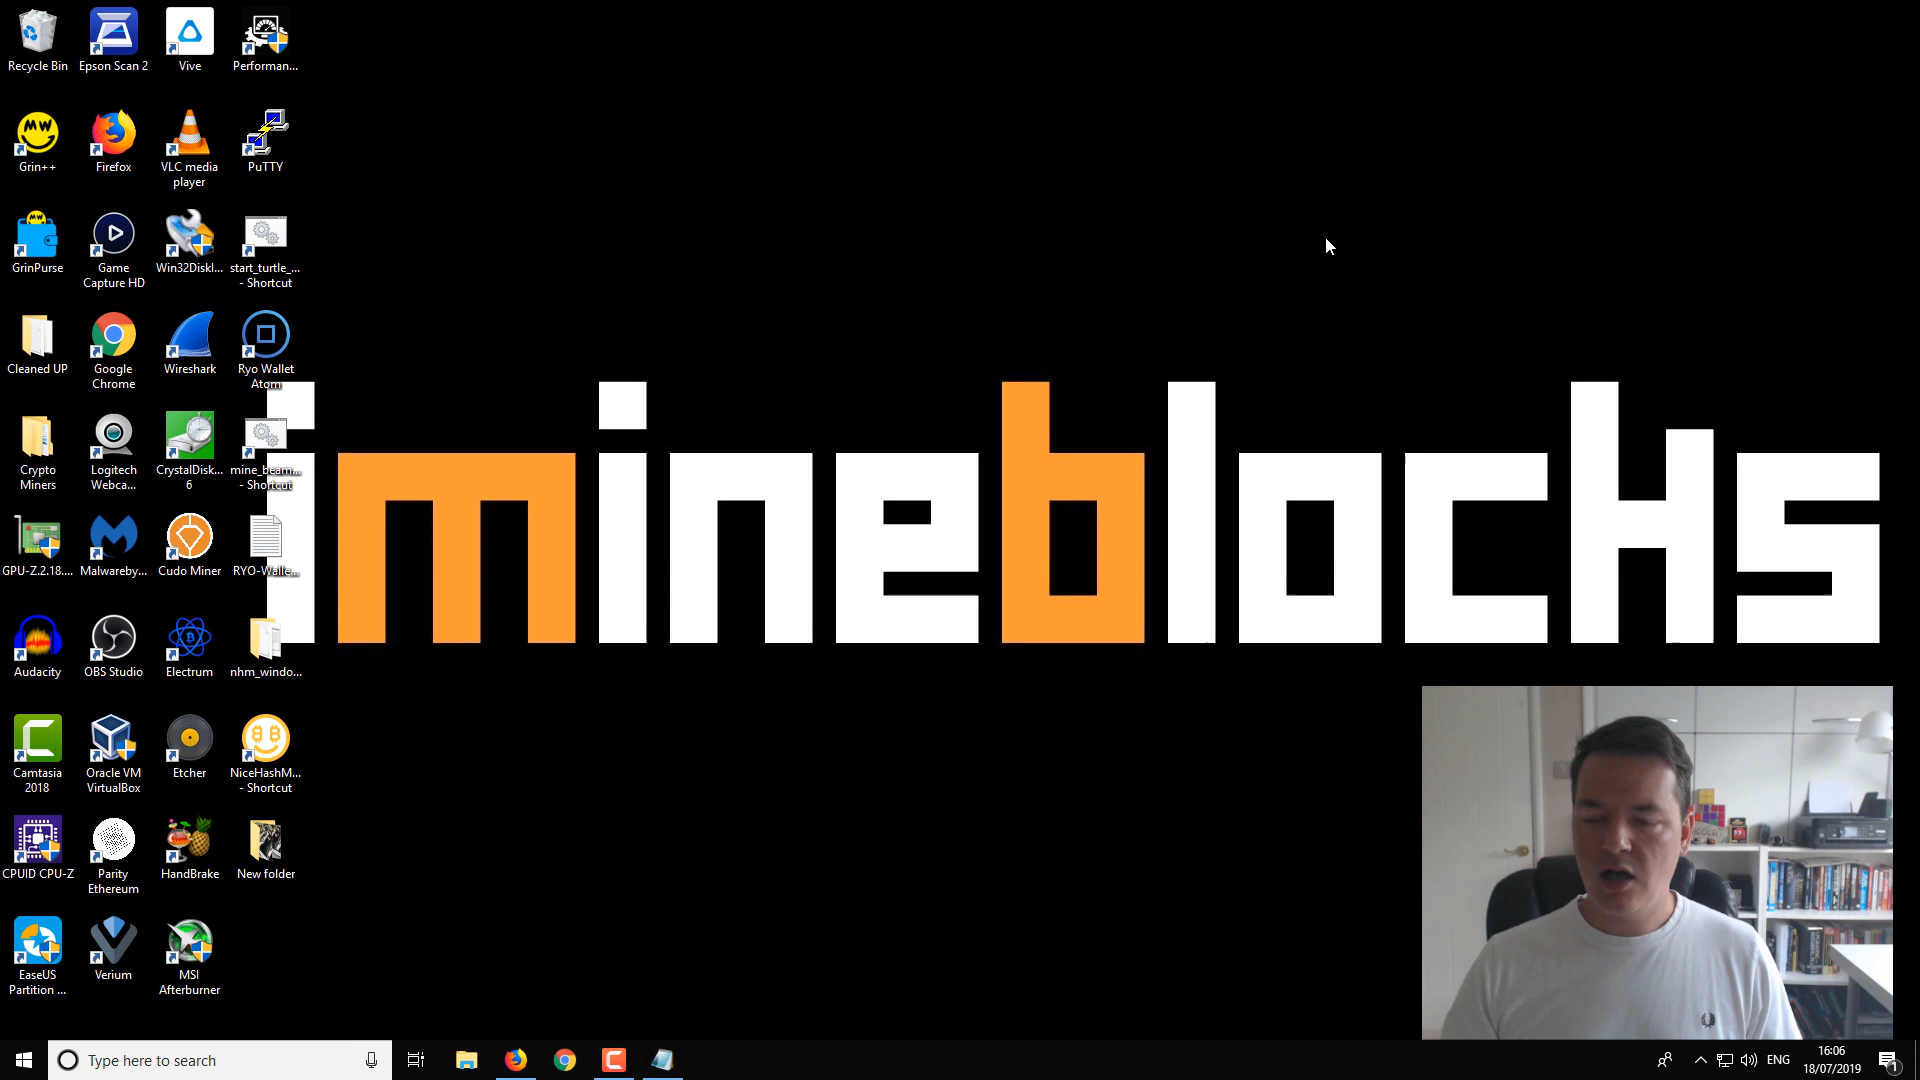 Recycle Bin
Epson Scan 2
Vive
Performan...
Grin++
Firefox
VLC media
player
PuTTY
GrinPurse
Game
Capture HD
Win32DiskI...
start_turtle_...
- Shortcut
Cleaned UP
Google
Chrome
Wireshark
Ryo Wallet
Atom
Crypto
Miners
Logitech
Webca...
CrystalDisk...
6
mine_beam...
- Shortcut
GPU-Z.2.18....
Malwareby...
Cudo Miner
RYO-Walle...
Audacity
OBS Studio
Electrum
nhm_windo...
Camtasia
2018
Oracle VM
VirtualBox
Etcher
NiceHashM...
- Shortcut
CPUID CPU-Z
Parity
Ethereum
HandBrake
New folder
EaseUS
Partition ...
Verium
MSI
Afterburner
imineblocks
Type here to search
ENG
16:06
18/07/2019
1